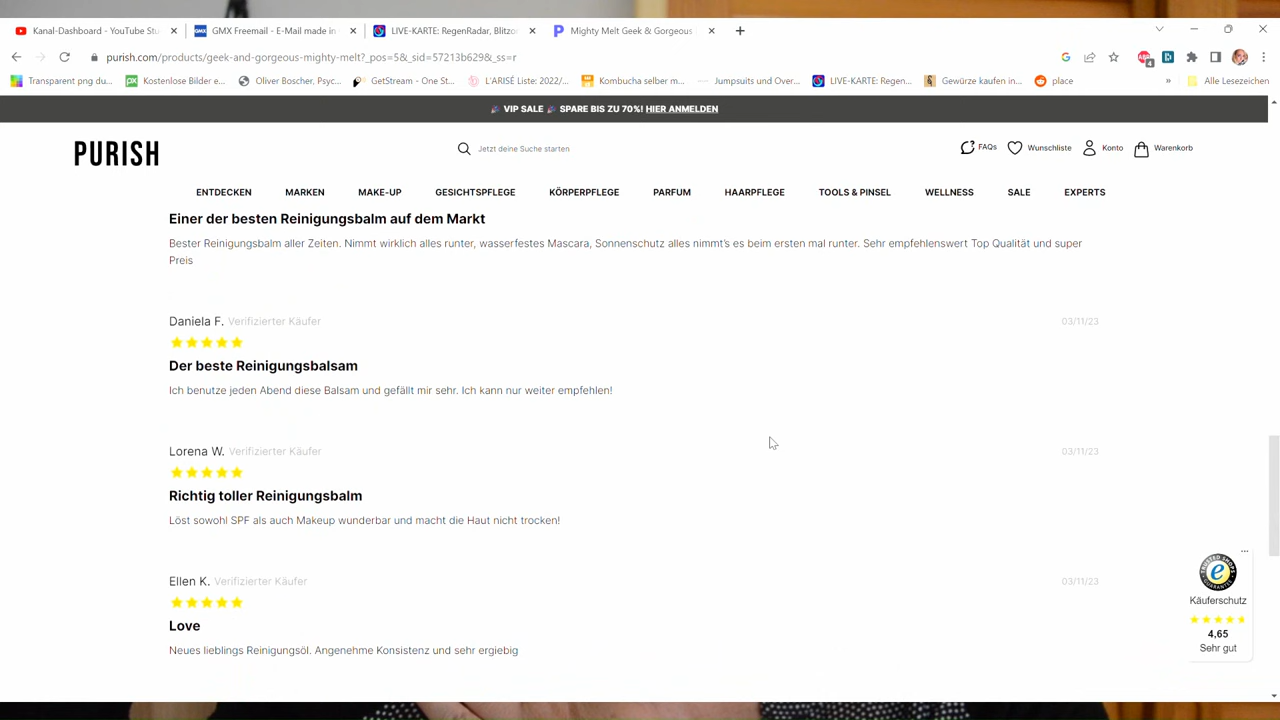 Kanal-Dashboard - YouTube Stu
GMX Freemail - E-Mail made in
LIVE-KARTE: RegenRadar, Blitzo
Mighty Melt Geek & Gorgeous
purish.com/products/geek-and-gorgeous-mighty-melt?_pos=5&_sid=57213b629&_ss=r
Transparent png du...
Kostenlose Bilder e...
Oliver Boscher, Psyc...
GetStream - One St...
L'ARISÉ Liste: 2022/...
Kombucha selber m...
Jumpsuits und Over...
LIVE-KARTE: Regen...
Gewürze kaufen in...
place
»
Alle Lesezeichen
VIP SALE SPARE BIS ZU 70%! HIER ANMELDEN
PURISH
Jetzt deine Suche starten
FAQs
Wunschliste
Konto
Warenkorb
ENTDECKEN MARKEN MAKE-UP GESICHTSPFLEGE KÖRPERPFLEGE PARFUM HAARPFLEGE TOOLS & PINSEL WELLNESS SALE EXPERTS
Einer der besten Reinigungsbalm auf dem Markt
Bester Reinigungsbalm aller Zeiten. Nimmt wirklich alles runter, wasserfestes Mascara, Sonnenschutz alles nimmt's es beim ersten mal runter. Sehr empfehlenswert Top Qualität und super
Preis
Daniela F. Verifizierter Käufer 03/11/23
Der beste Reinigungsbalsam
Ich benutze jeden Abend diese Balsam und gefällt mir sehr. Ich kann nur weiter empfehlen!
Lorena W. Verifizierter Käufer 03/11/23
Richtig toller Reinigungsbalm
Löst sowohl SPF als auch Makeup wunderbar und macht die Haut nicht trocken!
Ellen K. Verifizierter Käufer 03/11/23
Love
Neues lieblings Reinigungsöl. Angenehme Konsistenz und sehr ergiebig
Käuferschutz
4,65
Sehr gut